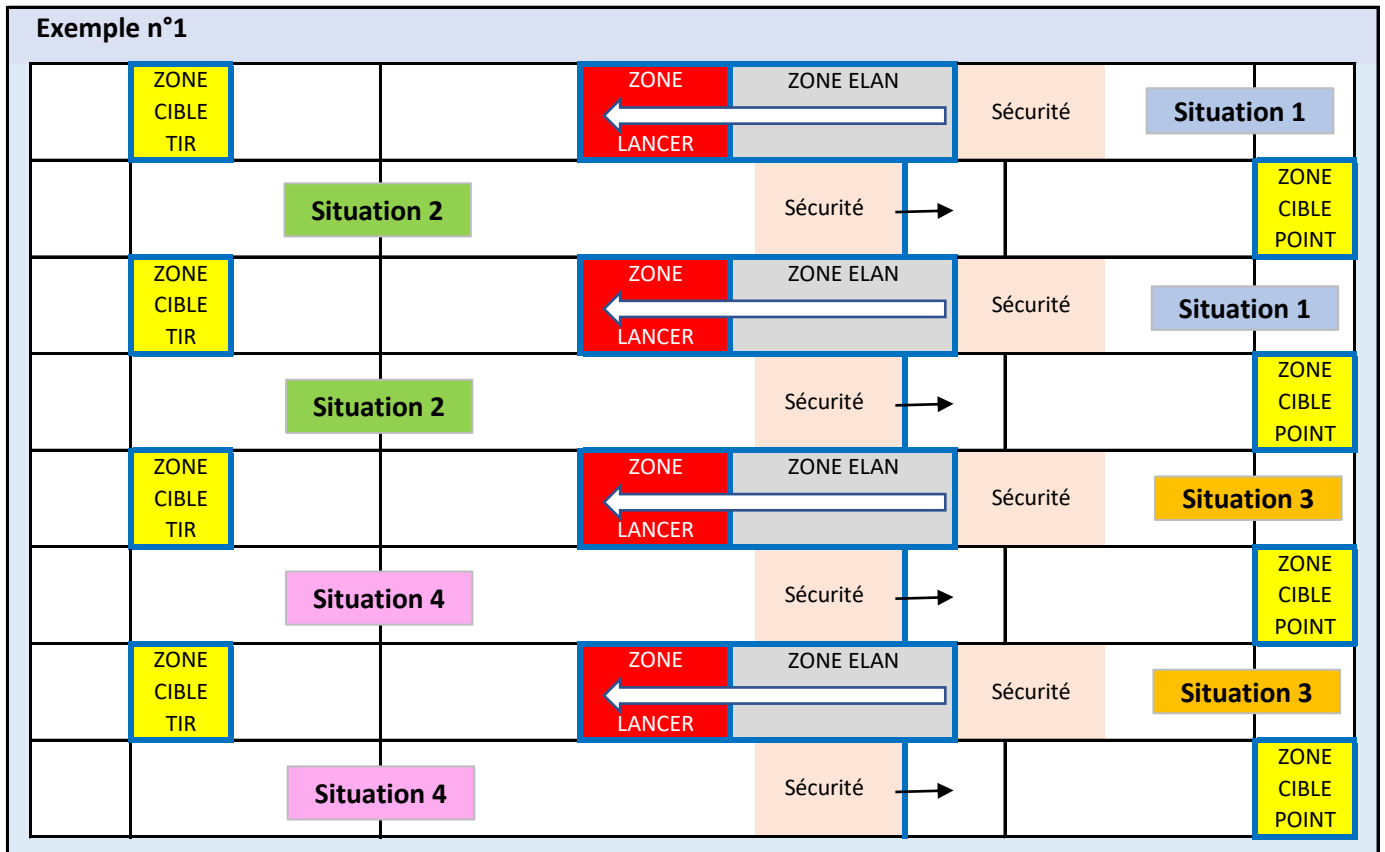 Exemple n°1
ZONE ZONE ZONE ELAN
CIBLE Sécurité Situation 1
TIR LANCER
ZONE
Situation 2 Sécurité CIBLE
POINT
ZONE ZONE ZONE ELAN
CIBLE Sécurité Situation 1
TIR LANCER
ZONE
Situation 2 Sécurité CIBLE
POINT
ZONE ZONE ZONE ELAN
CIBLE Sécurité Situation 3
TIR LANCER
ZONE
Situation 4 Sécurité CIBLE
POINT
ZONE ZONE ZONE ELAN
CIBLE Sécurité Situation 3
TIR LANCER
ZONE
Situation 4 Sécurité CIBLE
POINT